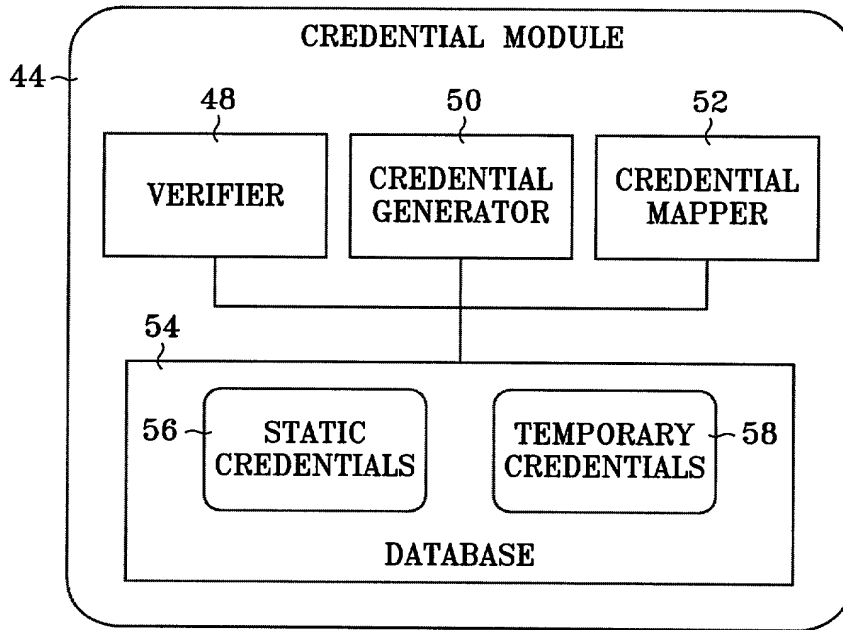 CREDENTIAL MODULE
44
48
50
52
VERIFIER
CREDENTIAL
GENERATOR
CREDENTIAL
MAPPER
54
56
STATIC
CREDENTIALS
TEMPORARY
CREDENTIALS
58
DATABASE